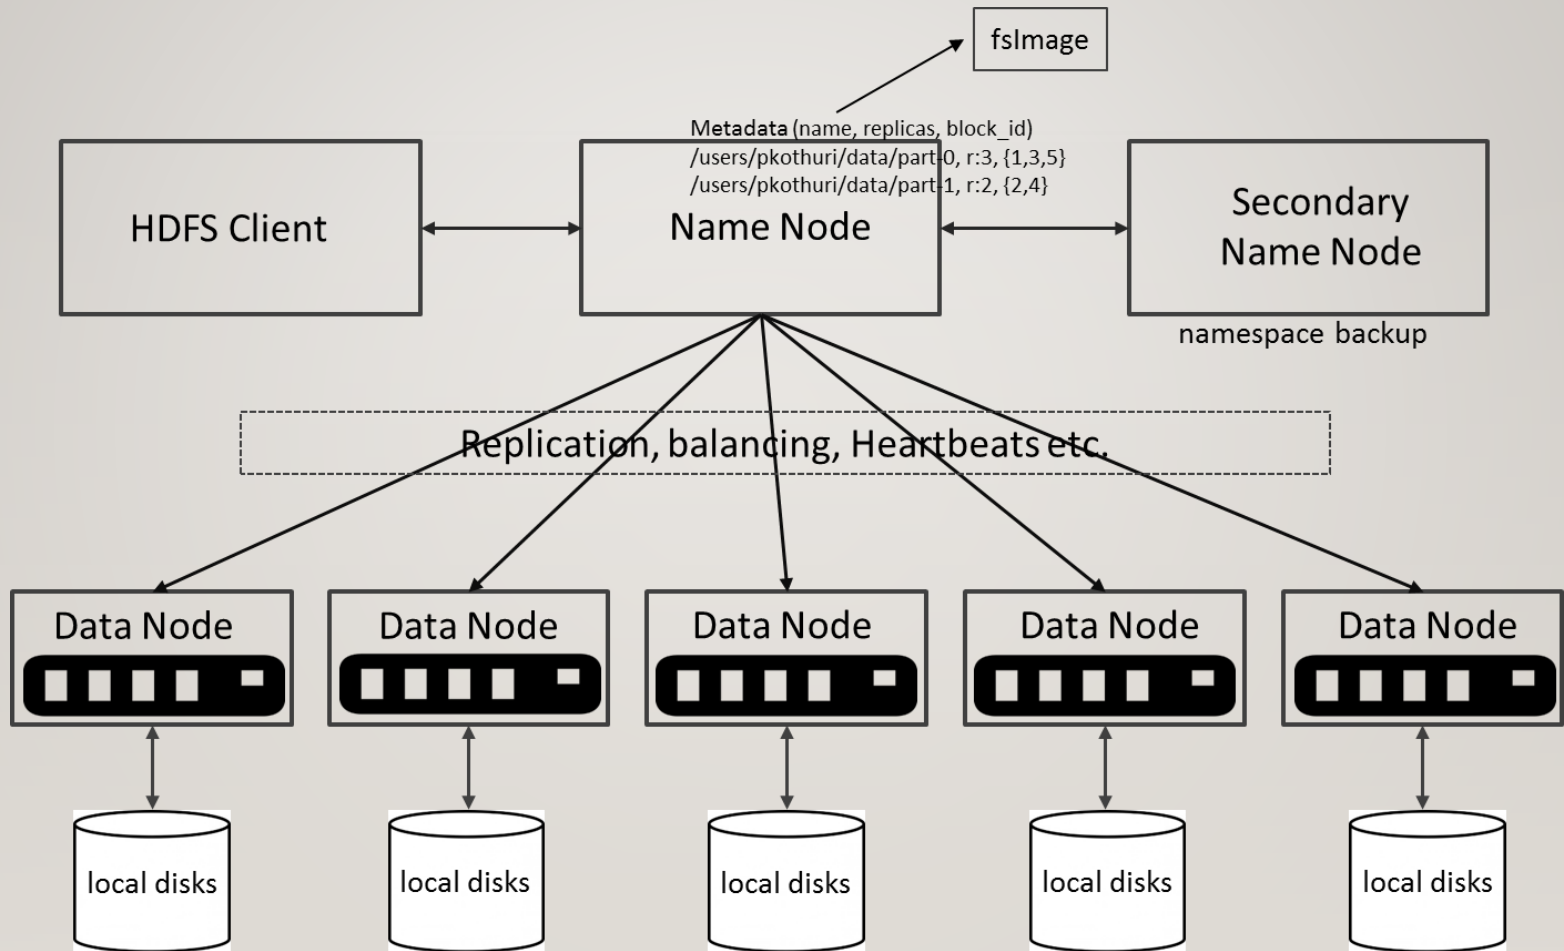 fsImage
Metadata (name, replicas, block_id)
/users/pkothuri/data/part-0, r:3, {1,3,5}
/users/pkothuri/data/part-1, r:2, {2,4}
HDFS Client
Name Node
Secondary
Name Node
namespace backup
Replication, balancing, Heartbeats etc.
Data Node
Data Node
Data Node
Data Node
Data Node
local disks
local disks
local disks
local disks
local disks